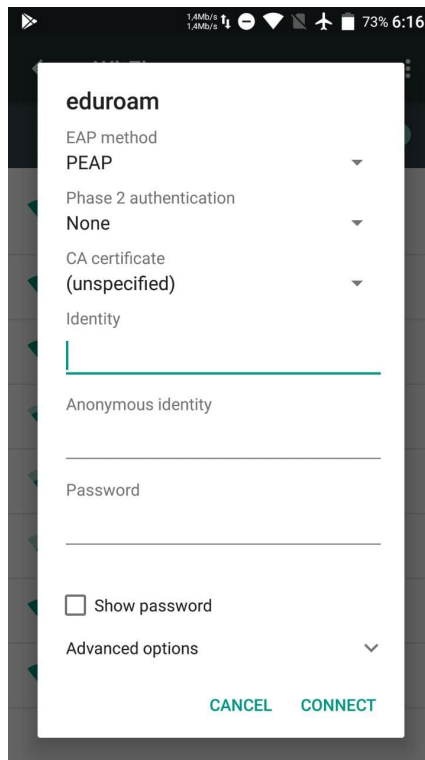 1,4Mb/s
1,4Mb/s
73% 6:16
eduroam
EAP method
PEAP
Phase 2 authentication
None
CA certificate
(unspecified)
Identity
Anonymous identity
Password
Show password
Advanced options
CANCEL CONNECT